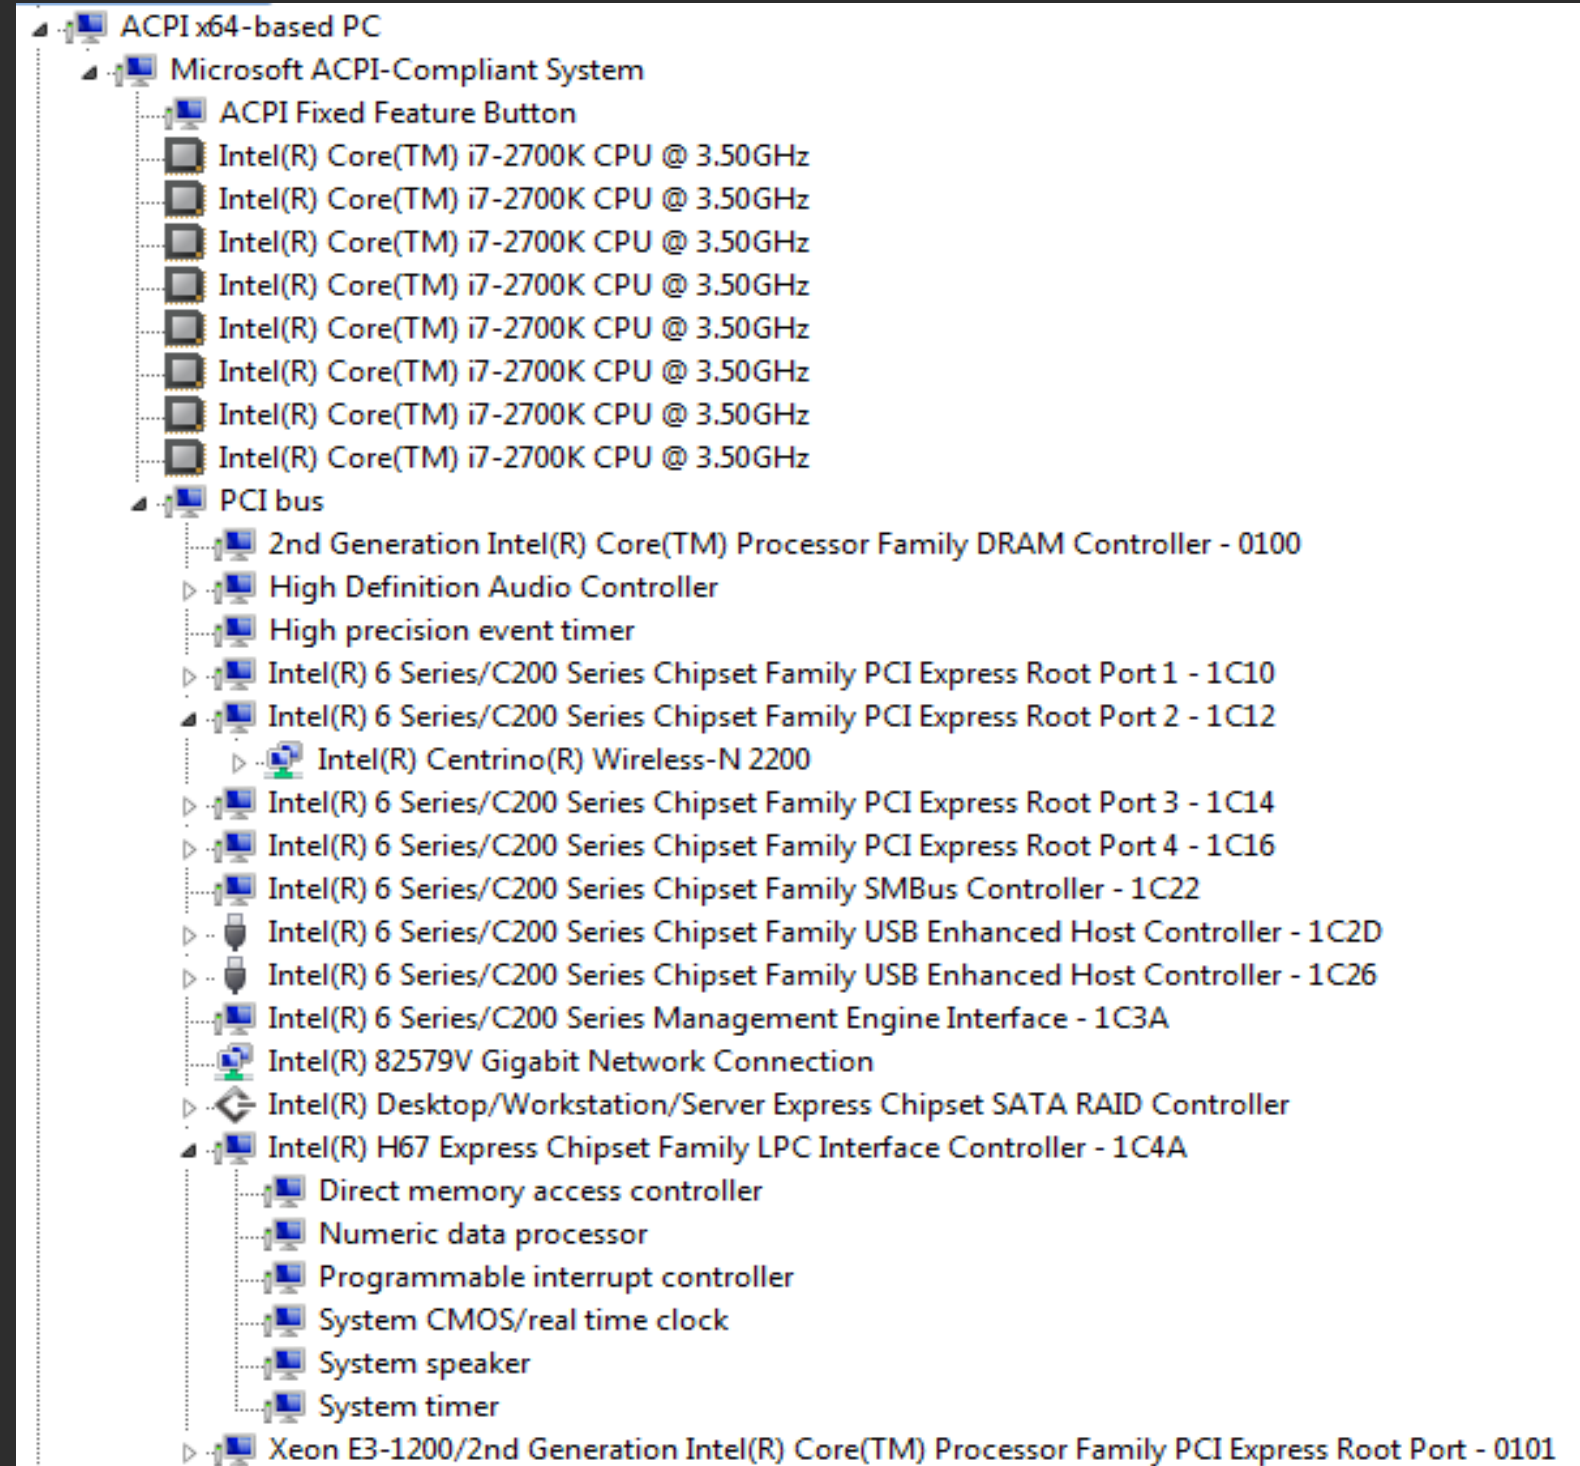 ACPI x64-based PC
Microsoft ACPI-Compliant System
ACPI Fixed Feature Button
Intel(R) Core(TM) i7-2700K CPU @ 3.50GHz
Intel(R) Core(TM) i7-2700K CPU @ 3.50GHz
Intel(R) Core(TM) i7-2700K CPU @ 3.50GHz
Intel(R) Core(TM) i7-2700K CPU @ 3.50GHz
Intel(R) Core(TM) i7-2700K CPU @ 3.50GHz
Intel(R) Core(TM) i7-2700K CPU @ 3.50GHz
Intel(R) Core(TM) i7-2700K CPU @ 3.50GHz
Intel(R) Core(TM) i7-2700K CPU @ 3.50GHz
PCI bus
2nd Generation Intel(R) Core(TM) Processor Family DRAM Controller - 0100
High Definition Audio Controller
High precision event timer
Intel(R) 6 Series/C200 Series Chipset Family PCI Express Root Port 1 - 1C10
Intel(R) 6 Series/C200 Series Chipset Family PCI Express Root Port 2 - 1C12
Intel(R) Centrino(R) Wireless-N 2200
Intel(R) 6 Series/C200 Series Chipset Family PCI Express Root Port 3 - 1C14
Intel(R) 6 Series/C200 Series Chipset Family PCI Express Root Port 4 - 1C16
Intel(R) 6 Series/C200 Series Chipset Family SMBus Controller - 1C22
Intel(R) 6 Series/C200 Series Chipset Family USB Enhanced Host Controller - 1C2D
Intel(R) 6 Series/C200 Series Chipset Family USB Enhanced Host Controller - 1C26
Intel(R) 6 Series/C200 Series Management Engine Interface - 1C3A
Intel(R) 82579V Gigabit Network Connection
Intel(R) Desktop/Workstation/Server Express Chipset SATA RAID Controller
Intel(R) H67 Express Chipset Family LPC Interface Controller - 1C4A
Direct memory access controller
Numeric data processor
Programmable interrupt controller
System CMOS/real time clock
System speaker
System timer
Xeon E3-1200/2nd Generation Intel(R) Core(TM) Processor Family PCI Express Root Port - 0101